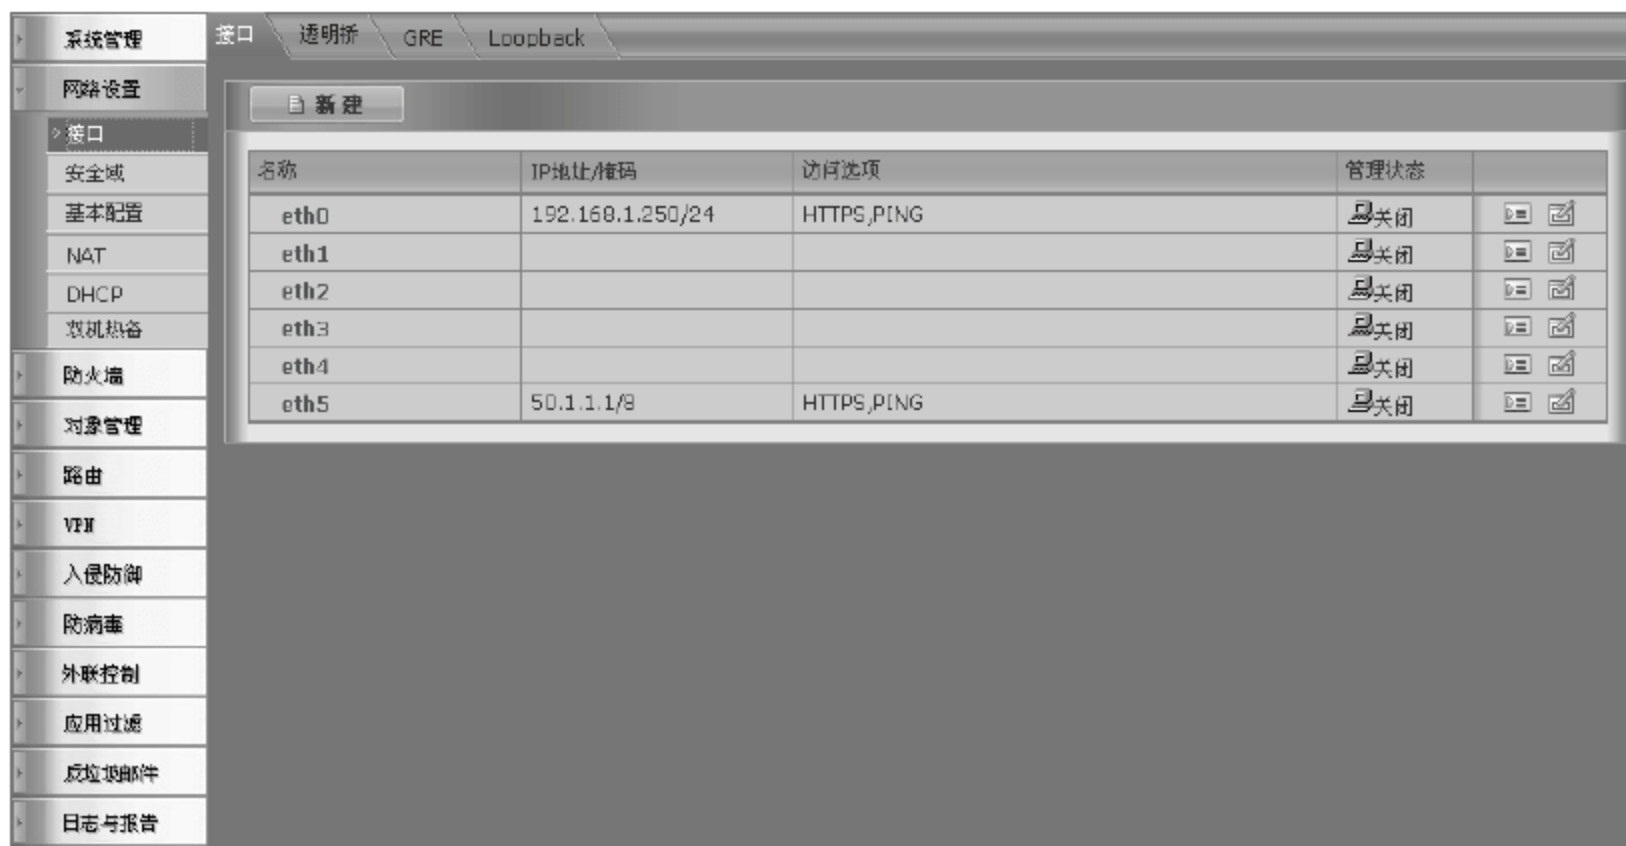 系统管理
网络设置
接口
安全域
基本配置
NAT
DHCP
双机热备
防火墙
对象管理
路由
VPN
入侵防御
防病毒
外联控制
应用过滤
反垃圾邮件
日志与报告
接口 透明桥 GRE Loopback
新建
名称 IP地址/掩码 访问选项 管理状态
eth0 192.168.1.250/24 HTTPS,PING 关闭
eth1 关闭
eth2 关闭
eth3 关闭
eth4 关闭
eth5 50.1.1.1/8 HTTPS,PING 关闭